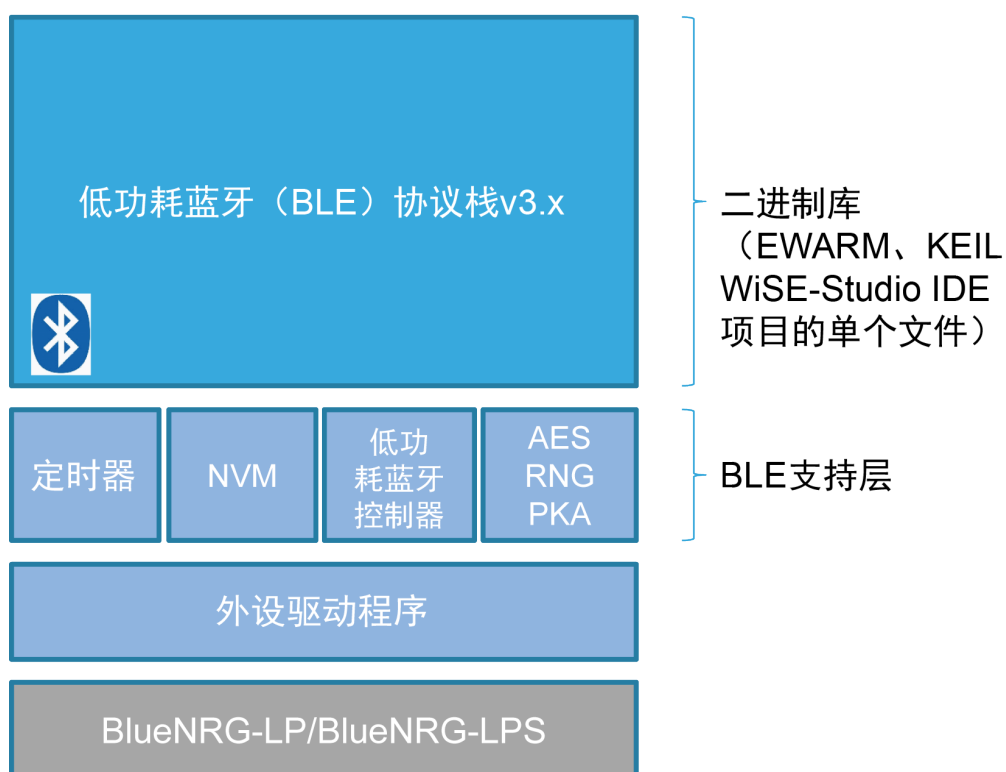 低功耗蓝牙（BLE）协议栈v3.x
二进制库
（EWARM、KEIL
WiSE-Studio IDE
项目的单个文件）
定时器
NVM
低功
耗蓝牙
控制器
AES
RNG
PKA
BLE支持层
外设驱动程序
BlueNRG-LP/BlueNRG-LPS